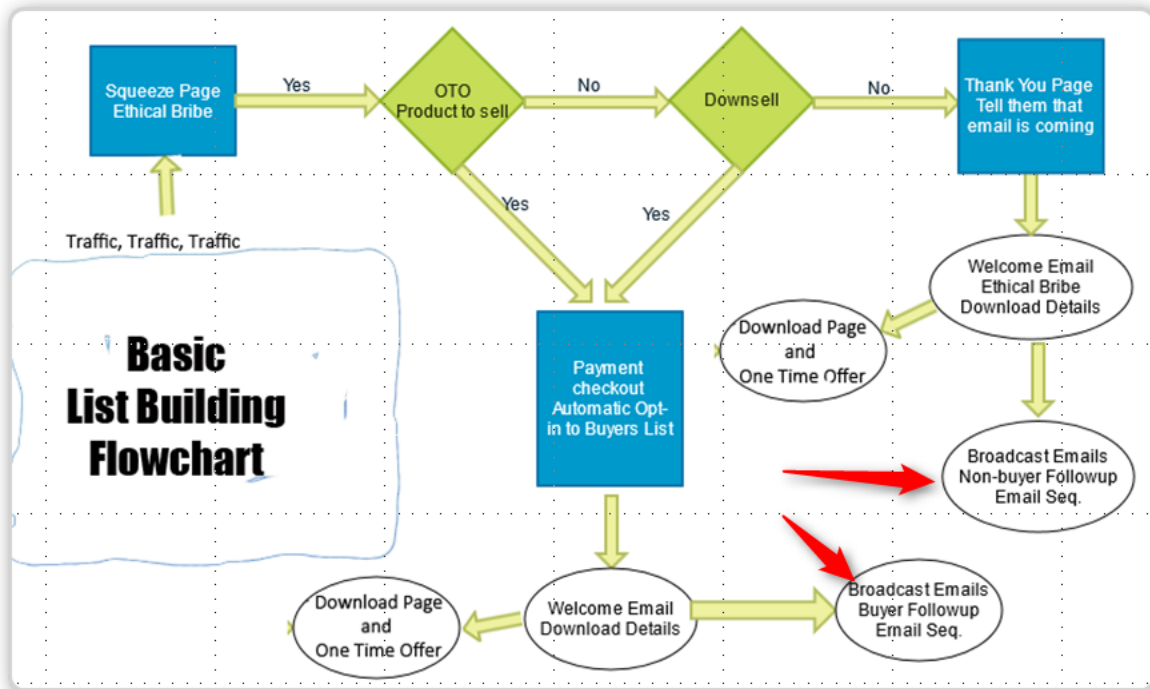 Squeeze Page
Ethical Bribe
Yes
OTO
Product to sell
No
Downsell
No
Thank You Page
Tell them that
email is coming
Yes
Yes
Traffic, Traffic, Traffic
Welcome Email
Ethical Bribe
Download Details
Download Page
and
One Time Offer
Basic
List Building
Flowchart
Payment
checkout
Automatic Opt-
in to Buyers List
Broadcast Emails
Non-buyer Followup
Email Seq.
Download Page
and
One Time Offer
Welcome Email
Download Details
Broadcast Emails
Buyer Followup
Email Seq.